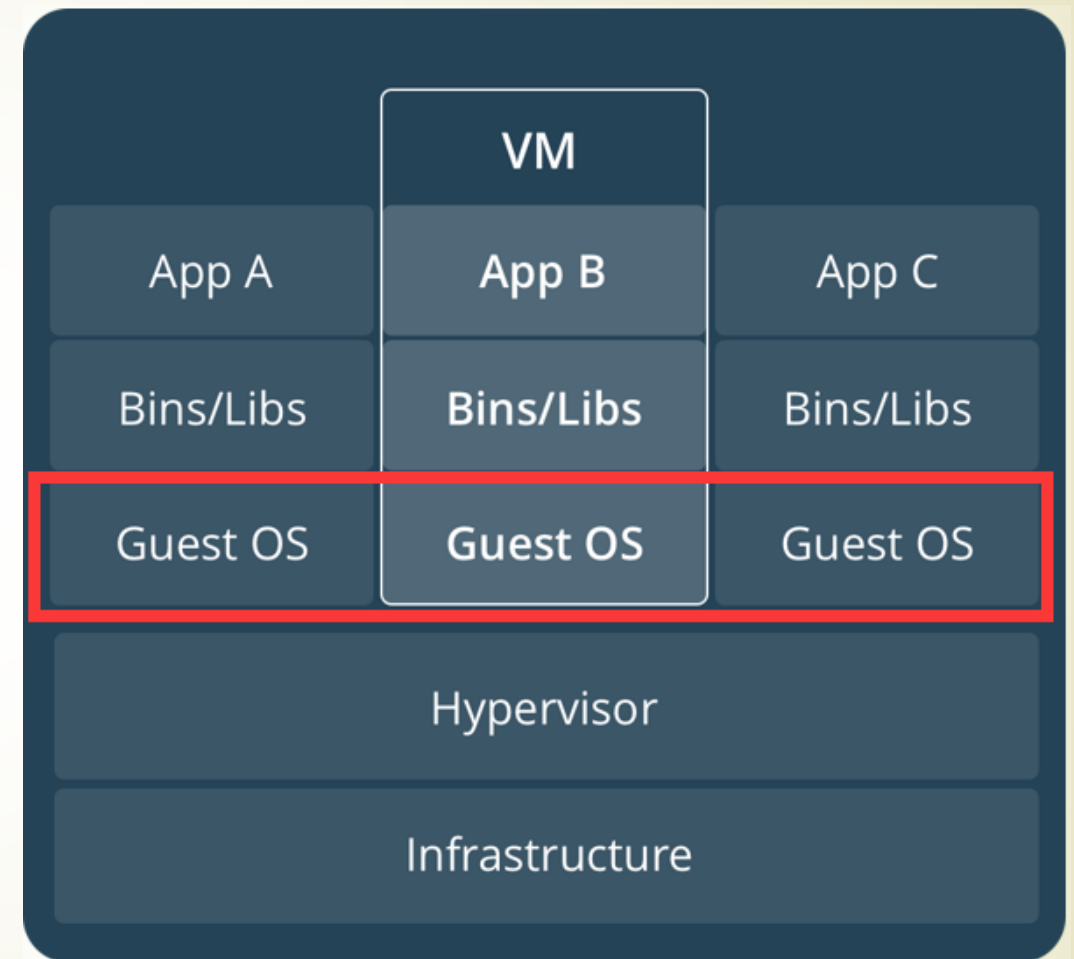 VM
App A
App B
App C
Bins/Libs
Bins/Libs
Bins/Libs
Guest OS
Guest OS
Guest OS
Hypervisor
Infrastructure